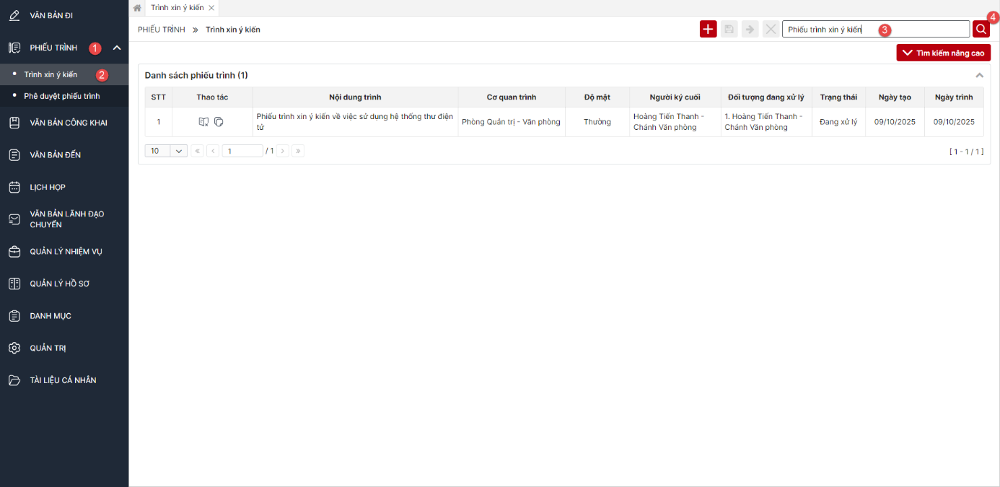 VĂN BẢN ĐI
PHIẾU TRÌNH 1
Trình xin ý kiến 2
Phê duyệt phiếu trình
VĂN BẢN CÔNG KHAI
VĂN BẢN ĐẾN
LỊCH HỌP
VĂN BẢN LÃNH ĐẠO
CHUYỂN
QUẢN LÝ NHIỆM VỤ
QUẢN LÝ HỒ SƠ
DANH MỤC
QUẢN TRỊ
TÀI LIỆU CÁ NHÂN
Trình xin ý kiến
PHIẾU TRÌNH » Trình xin ý kiến
Phiếu trình xin ý kiến 3
4
Tìm kiếm nâng cao
Danh sách phiếu trình (1)
STT Thao tác Nội dung trình Cơ quan trình Độ mật Người ký cuối Đối tượng đang xử lý Trạng thái Ngày tạo Ngày trình
1 Phiếu trình xin ý kiến về việc sử dụng hệ thống thư điện Phòng Quản trị - Văn phòng Thường Hoàng Tiến Thanh - 1. Hoàng Tiến Thanh - Đang xử lý 09/10/2025 09/10/2025
tử Chánh Văn phòng Chánh Văn phòng
10 « ‹ 1 / 1 › » [ 1 - 1 / 1 ]